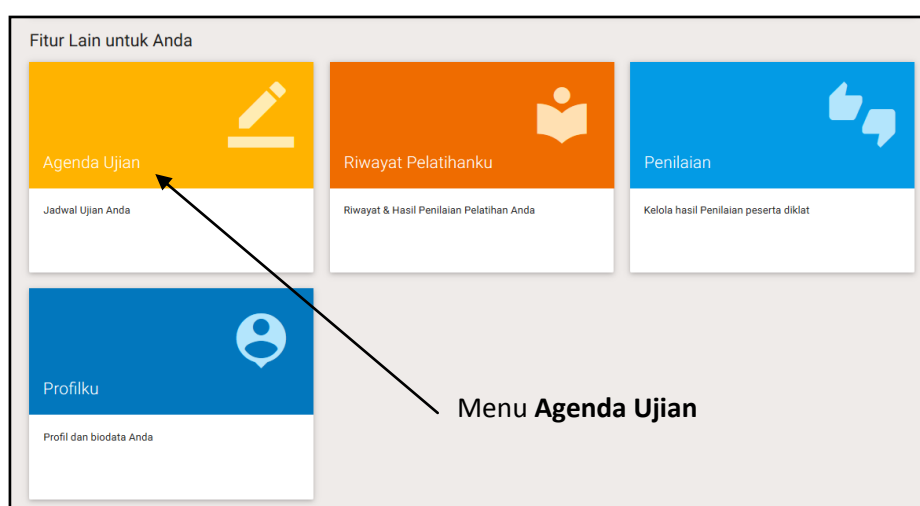 Fitur Lain untuk Anda
Agenda Ujian
Jadwal Ujian Anda
Riwayat Pelatihanku
Riwayat & Hasil Penilaian Pelatihan Anda
Penilaian
Kelola hasil Penilaian peserta diklat
Profilku
Profil dan biodata Anda
Menu Agenda Ujian